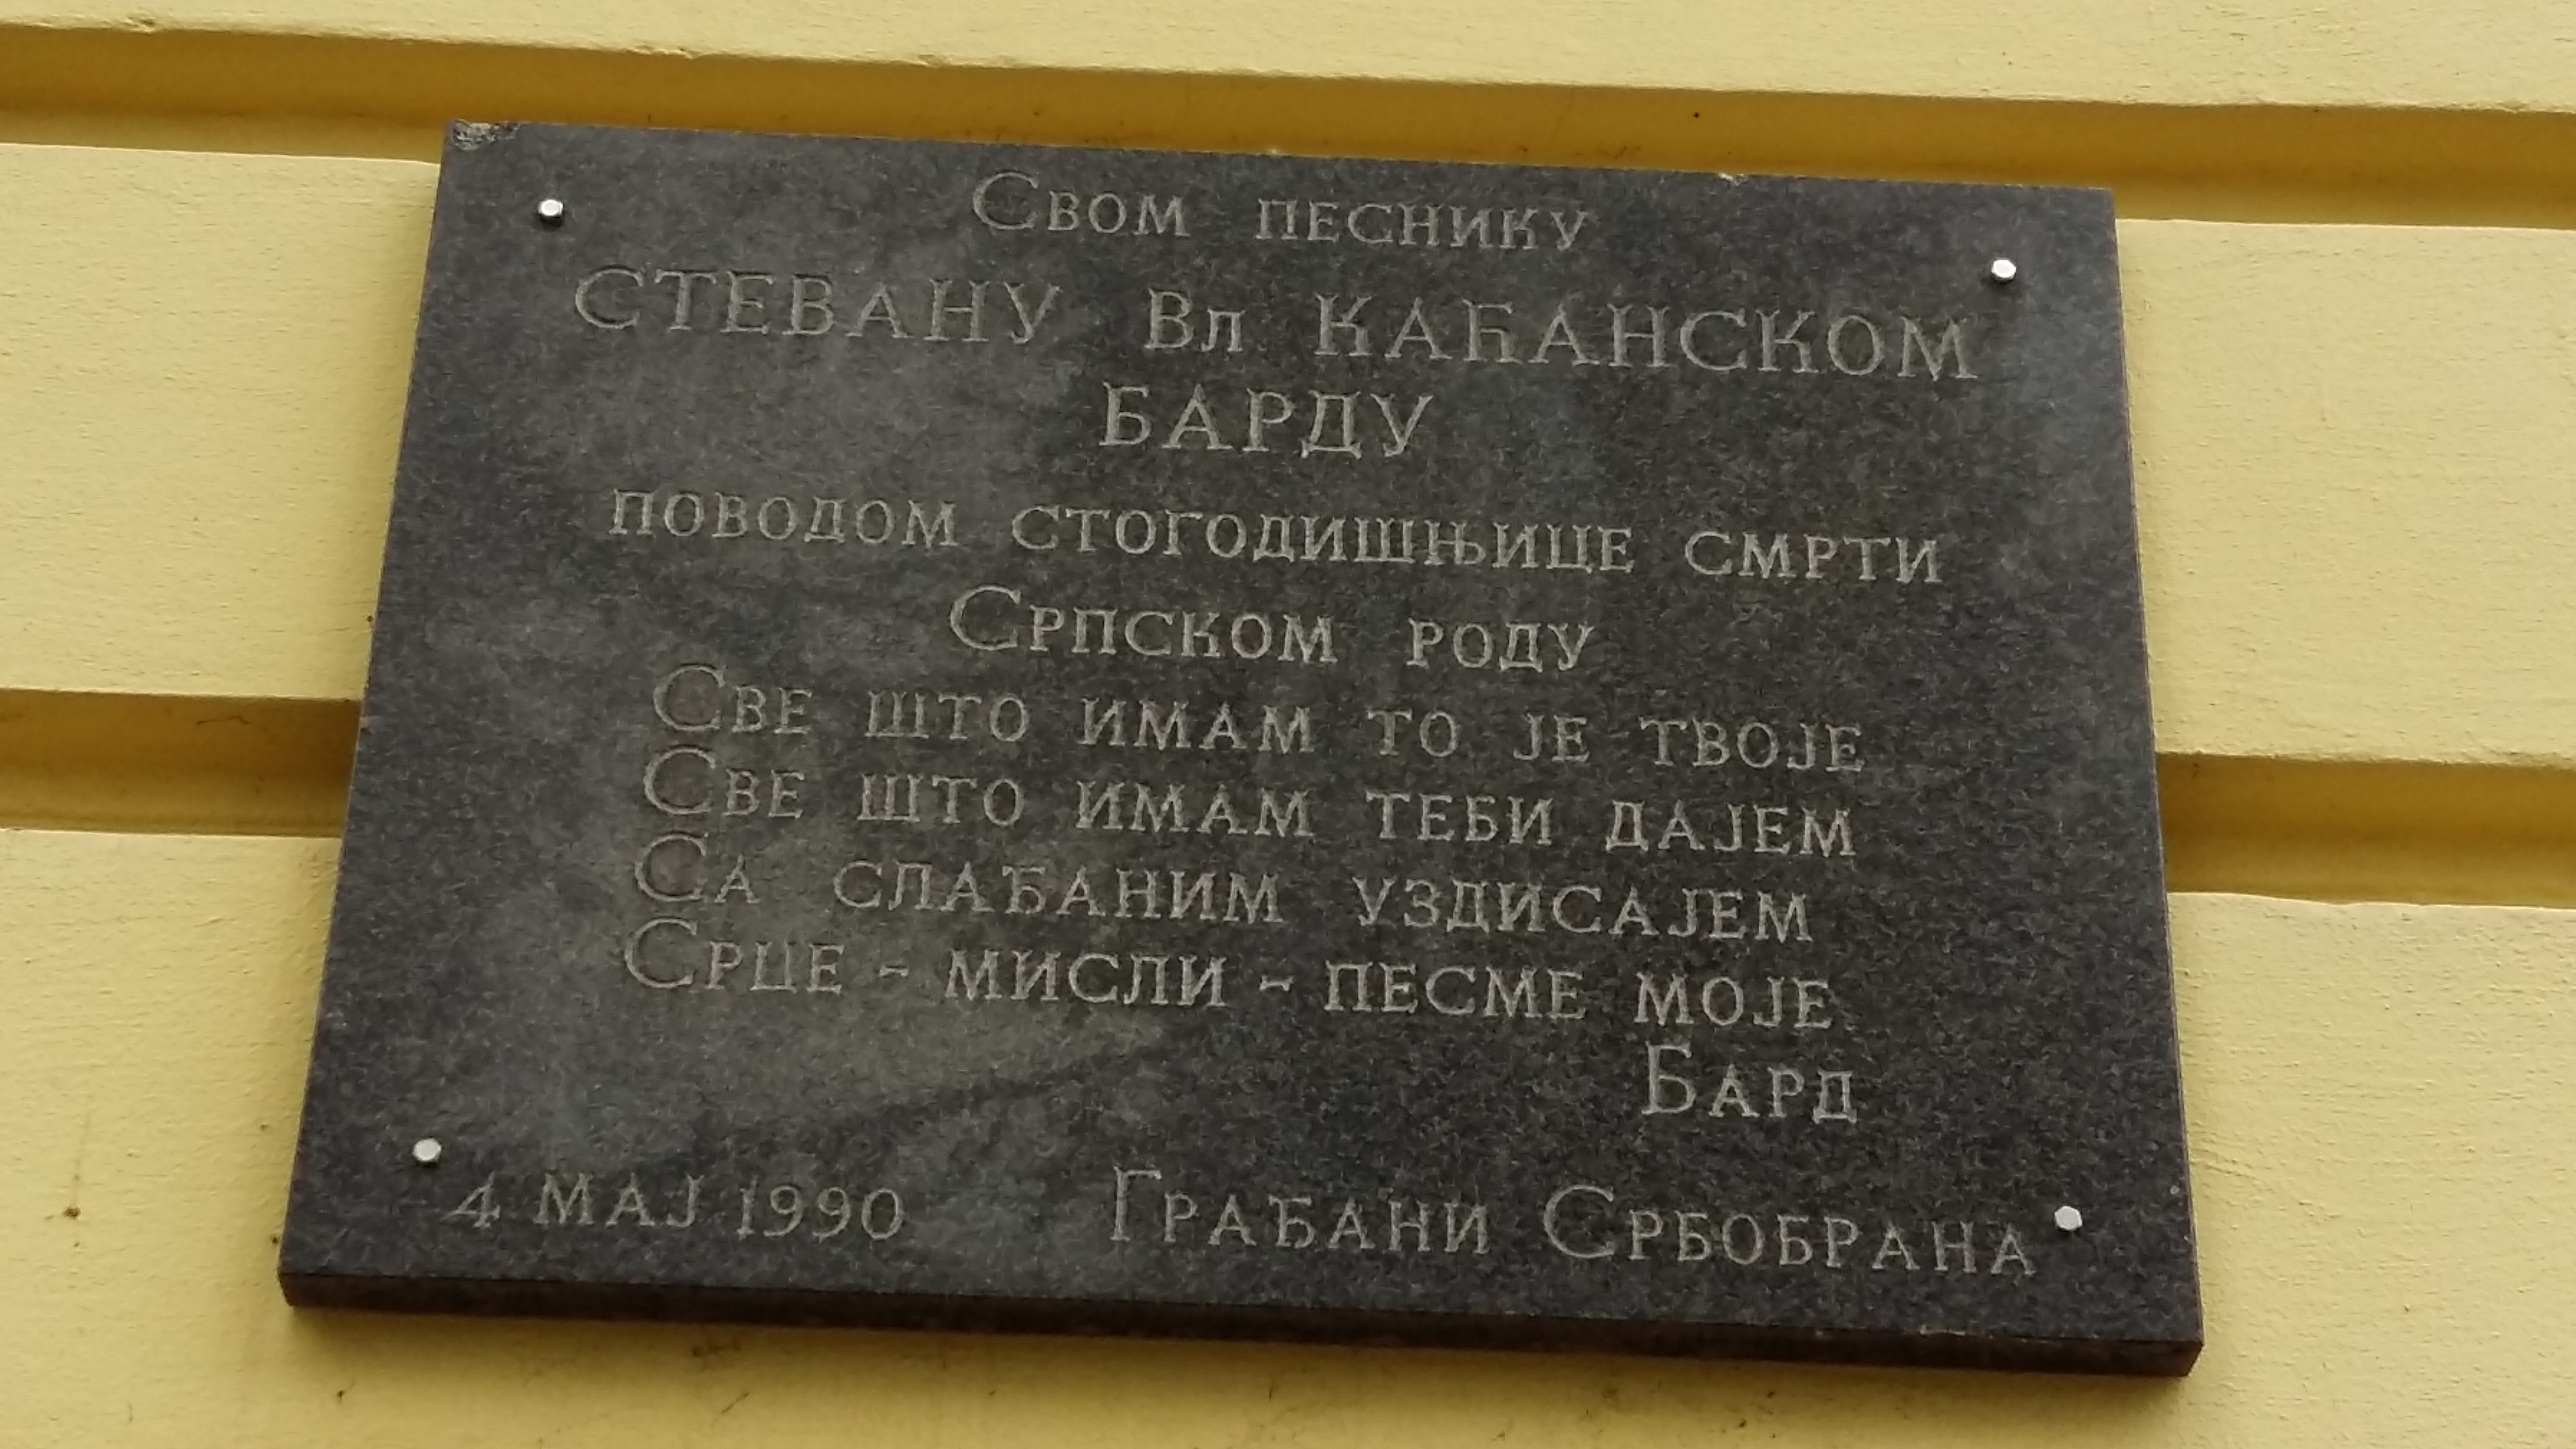 Свом песнику
СТЕВАНУ Вл КАЋАНСКОМ
БАРДУ
поводом стогодишњице смрти
Српском роду
Све што имам то је твоје
Све што имам теби дајем
Са слађаним уздисајем
Срце - мисли - песме моје
Бард
4 мај 1990 Грађани Србобрана